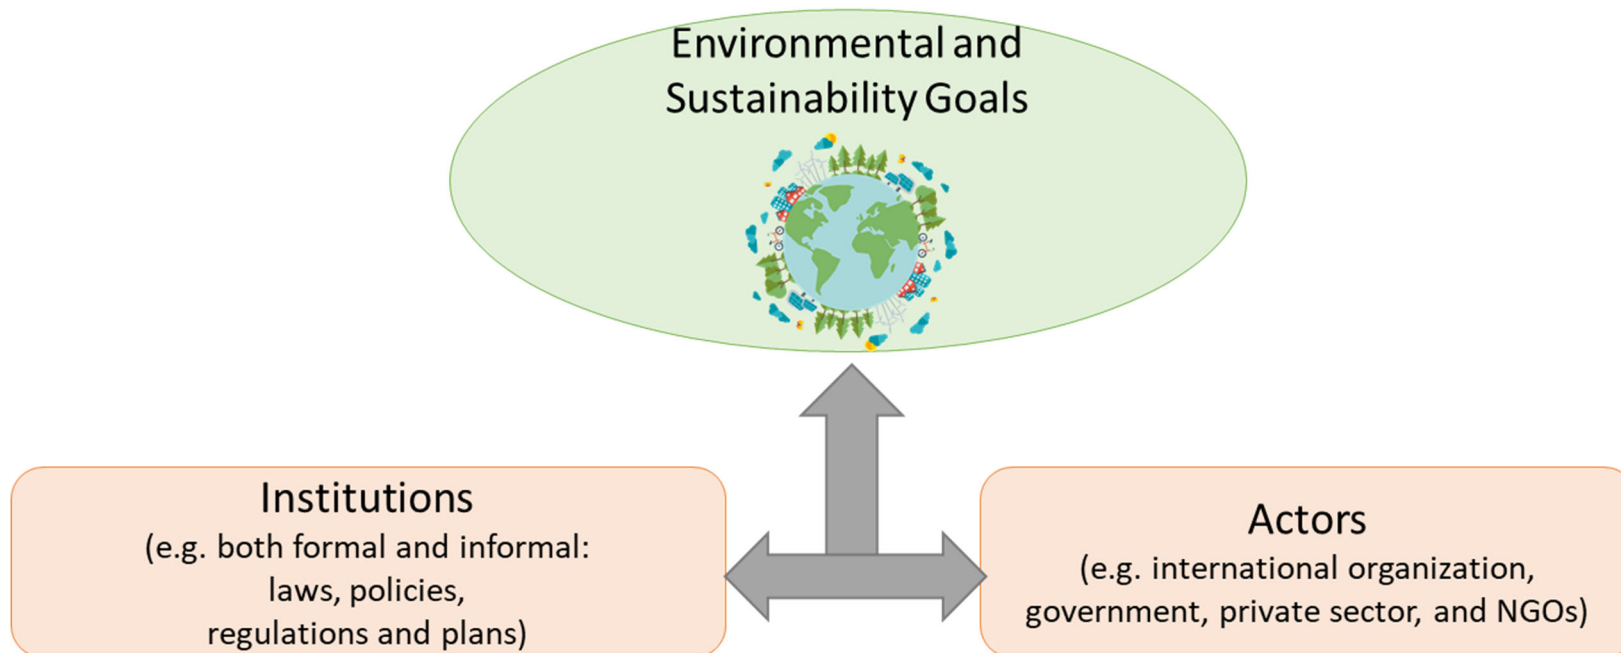 Environmental and
Sustainability Goals
Institutions
(e.g. both formal and informal:
laws, policies,
regulations and plans)
Actors
(e.g. international organization,
government, private sector, and NGOs)